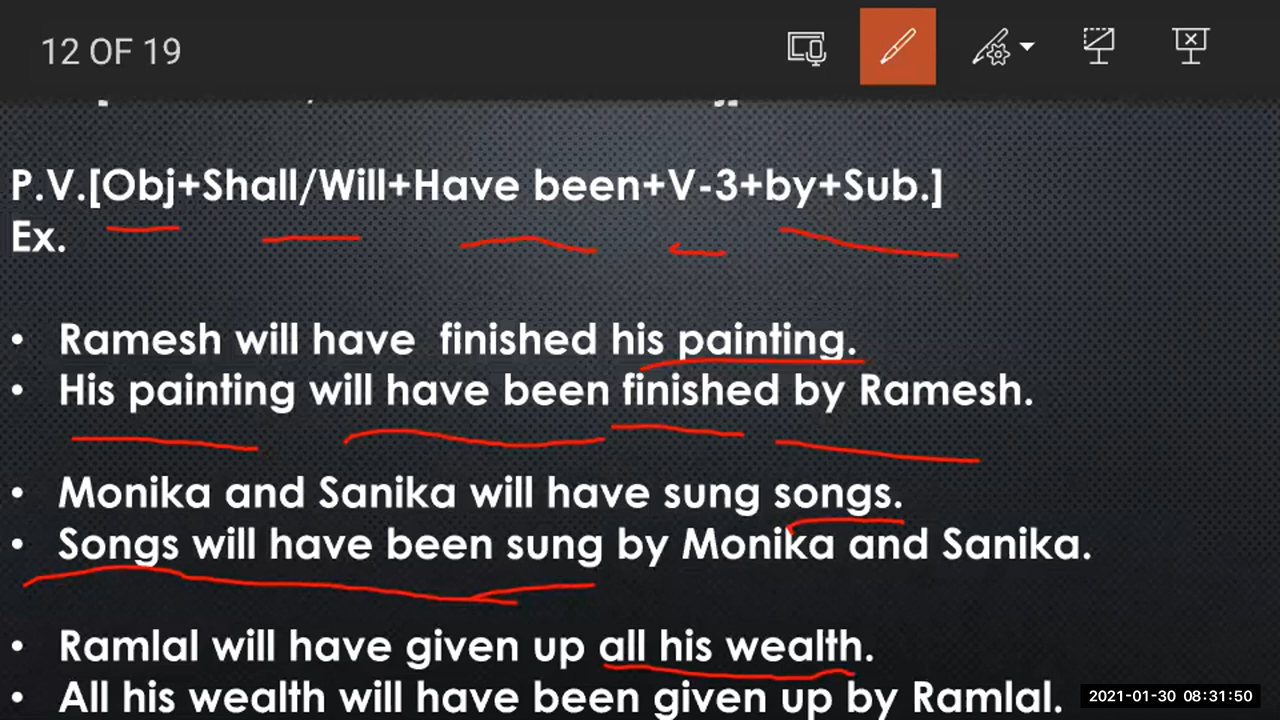 12 OF 19
P.V.[Obj+Shall/Will+Have been+V-3+by+Sub.]
Ex.
• Ramesh will have  finished his painting.
• His painting will have been finished by Ramesh.
• Monika and Sanika will have sung songs.
• Songs will have been sung by Monika and Sanika.
• Ramlal will have given up all his wealth.
• All his wealth will have been given up by Ramlal.
2021-01-30 08:31:50